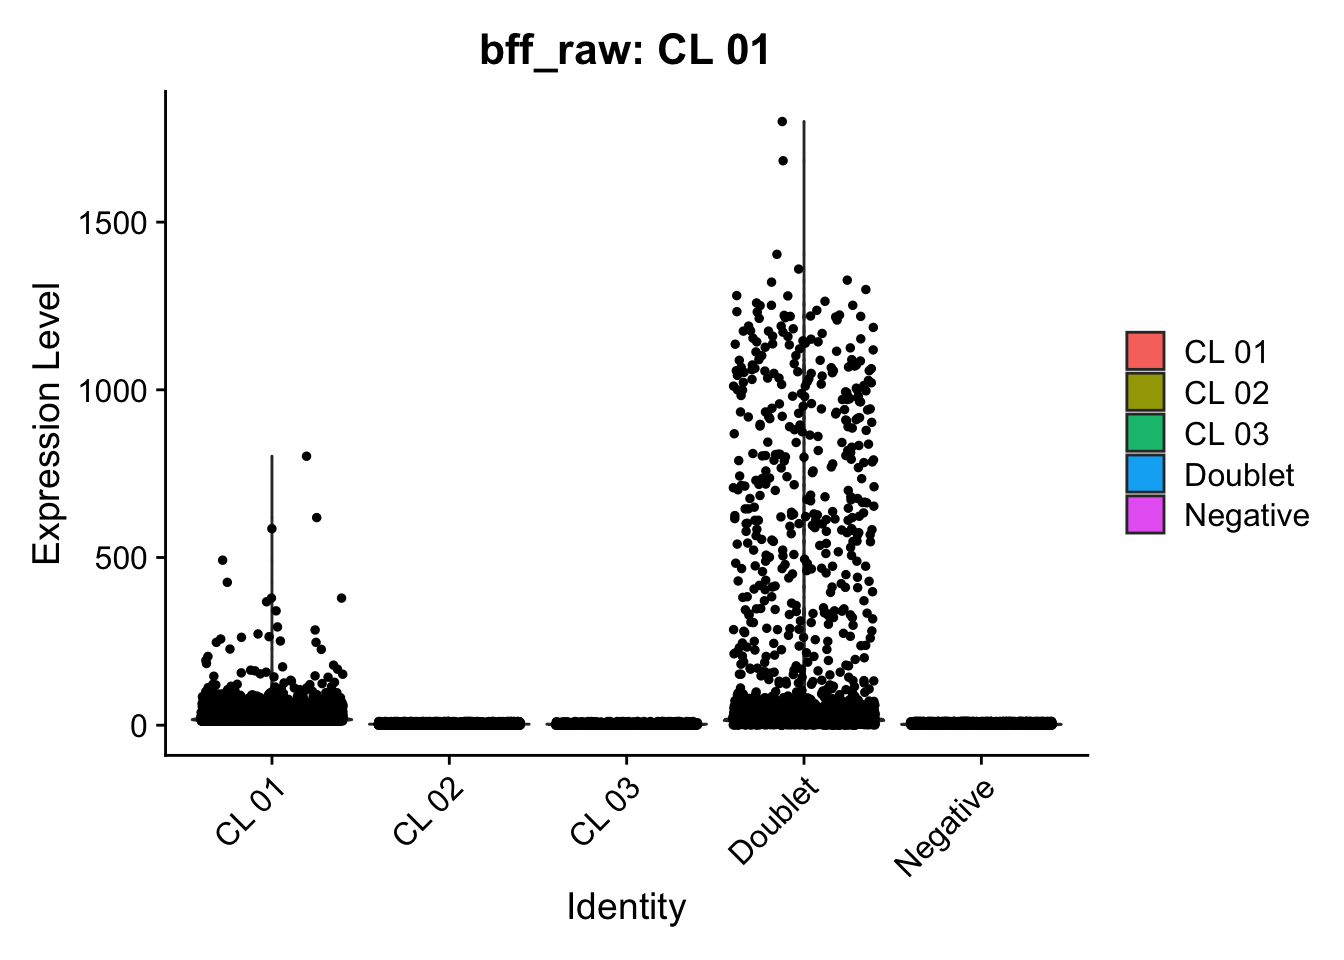 bff_raw: CL 01
Expression Level
1500
1000
500
0
CL 01
CL 02
CL 03
Doublet
Negative
Identity
CL 01
CL 02
CL 03
Doublet
Negative